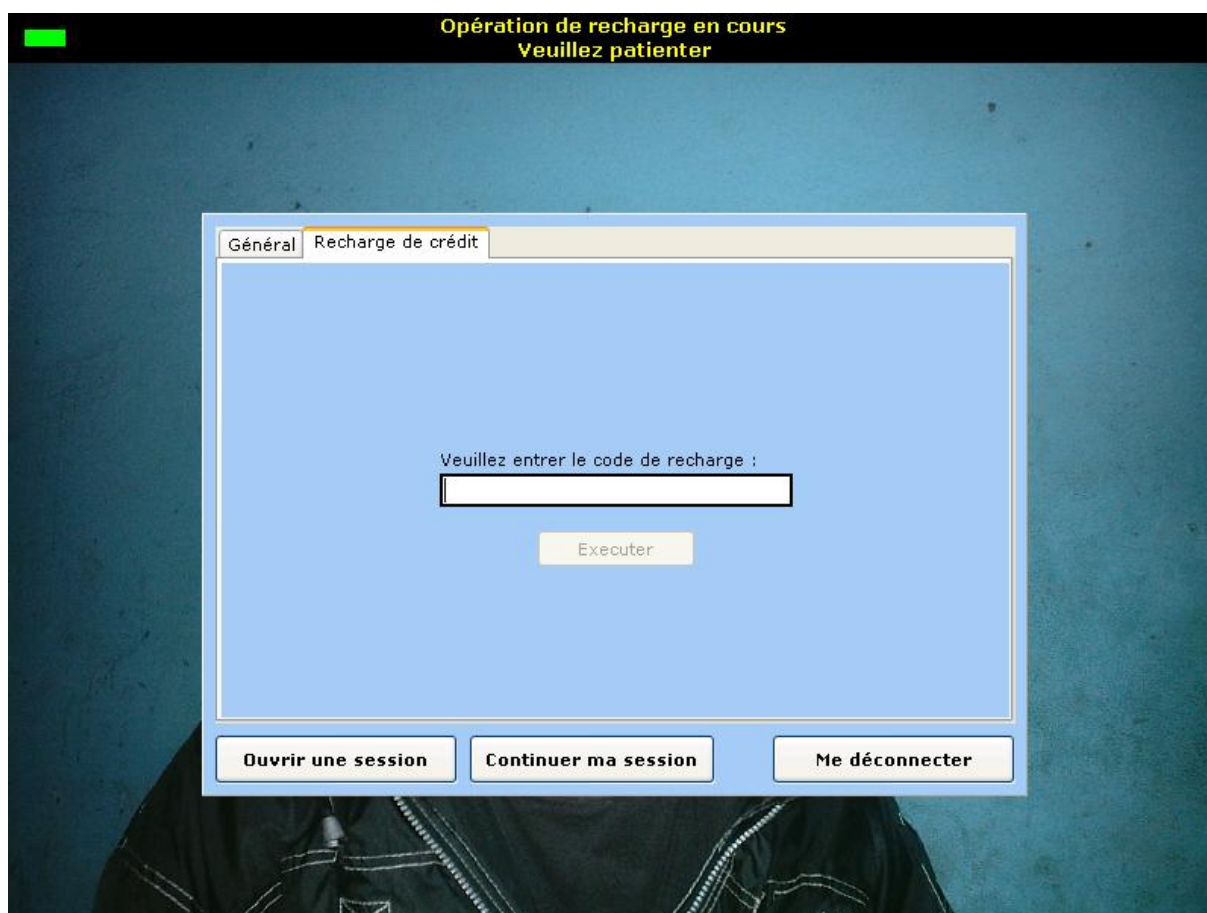 Opération de recharge en cours
Veuillez patienter
Général
Recharge de crédit
Veuillez entrer le code de recharge :
Executer
Ouvrir une session
Continuer ma session
Me déconnecter